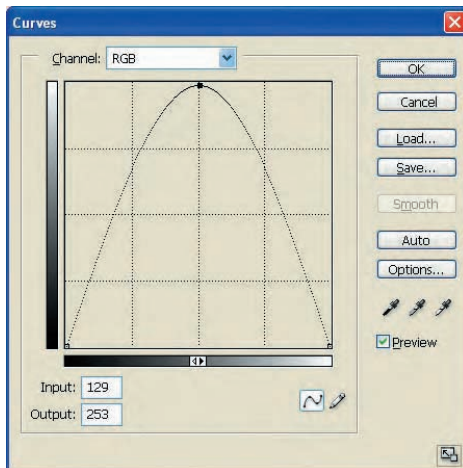 Curves
Channel: RGB
OK
Cancel
Load...
Save...
Smooth
Auto
Options...
Preview
Input: 129
Output: 253